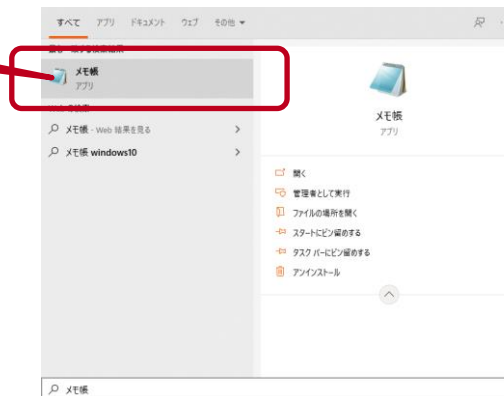 すべて アプリ ドキュメント ウェブ その他
メモ帳
アプリ
メモ帳 - Web 結果を見る
メモ帳 windows10
メモ帳
アプリ
開く
管理者として実行
ファイルの場所を開く
スタートにピン留めする
タスク バーにピン留めする
アンインストール
メモ帳